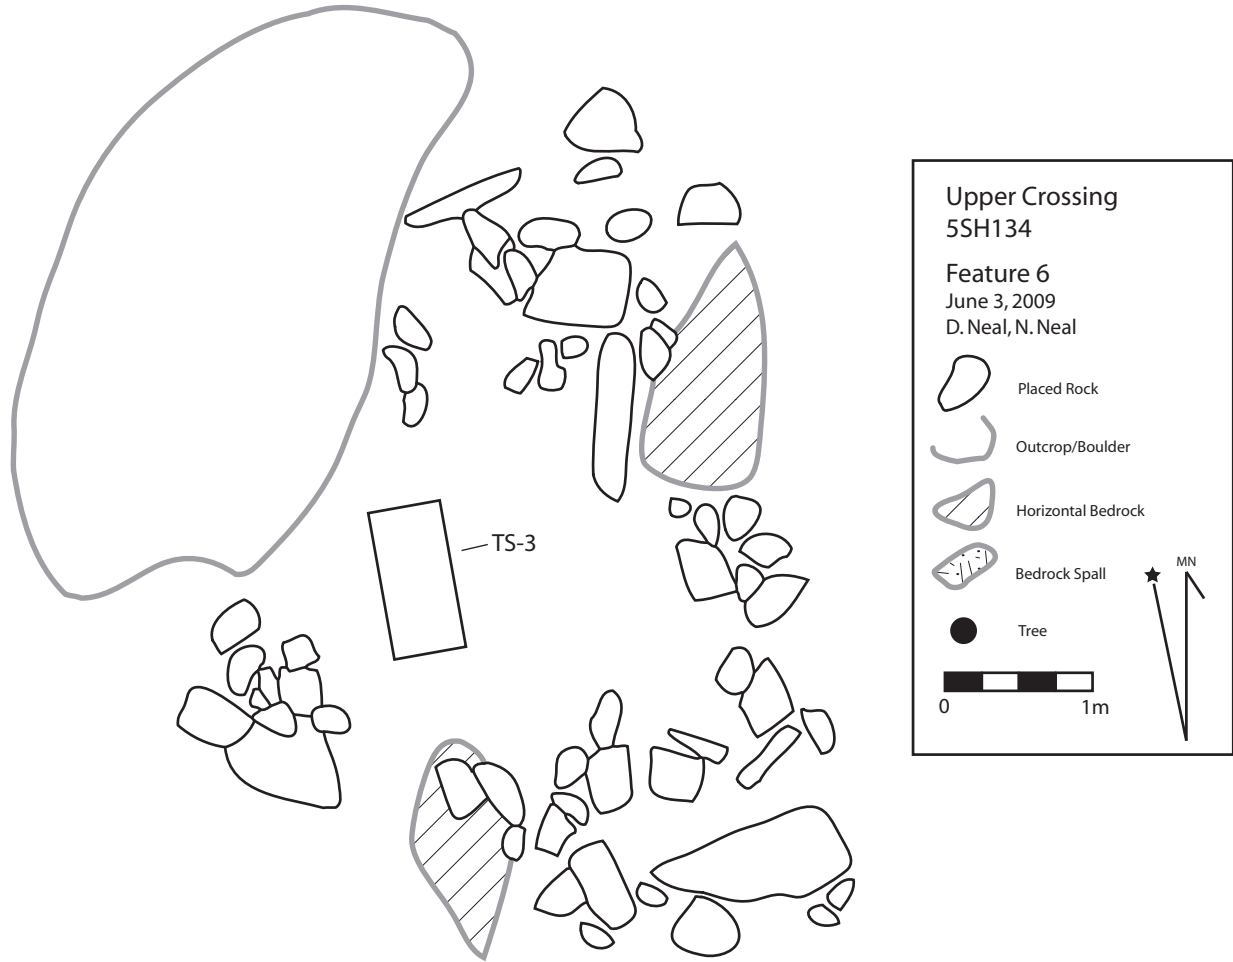 TS-3
Upper Crossing
5SH134
Feature 6
June 3, 2009
D. Neal, N. Neal
Placed Rock
Outcrop/Boulder
Horizontal Bedrock
Bedrock Spall
MN
Tree
0 1m